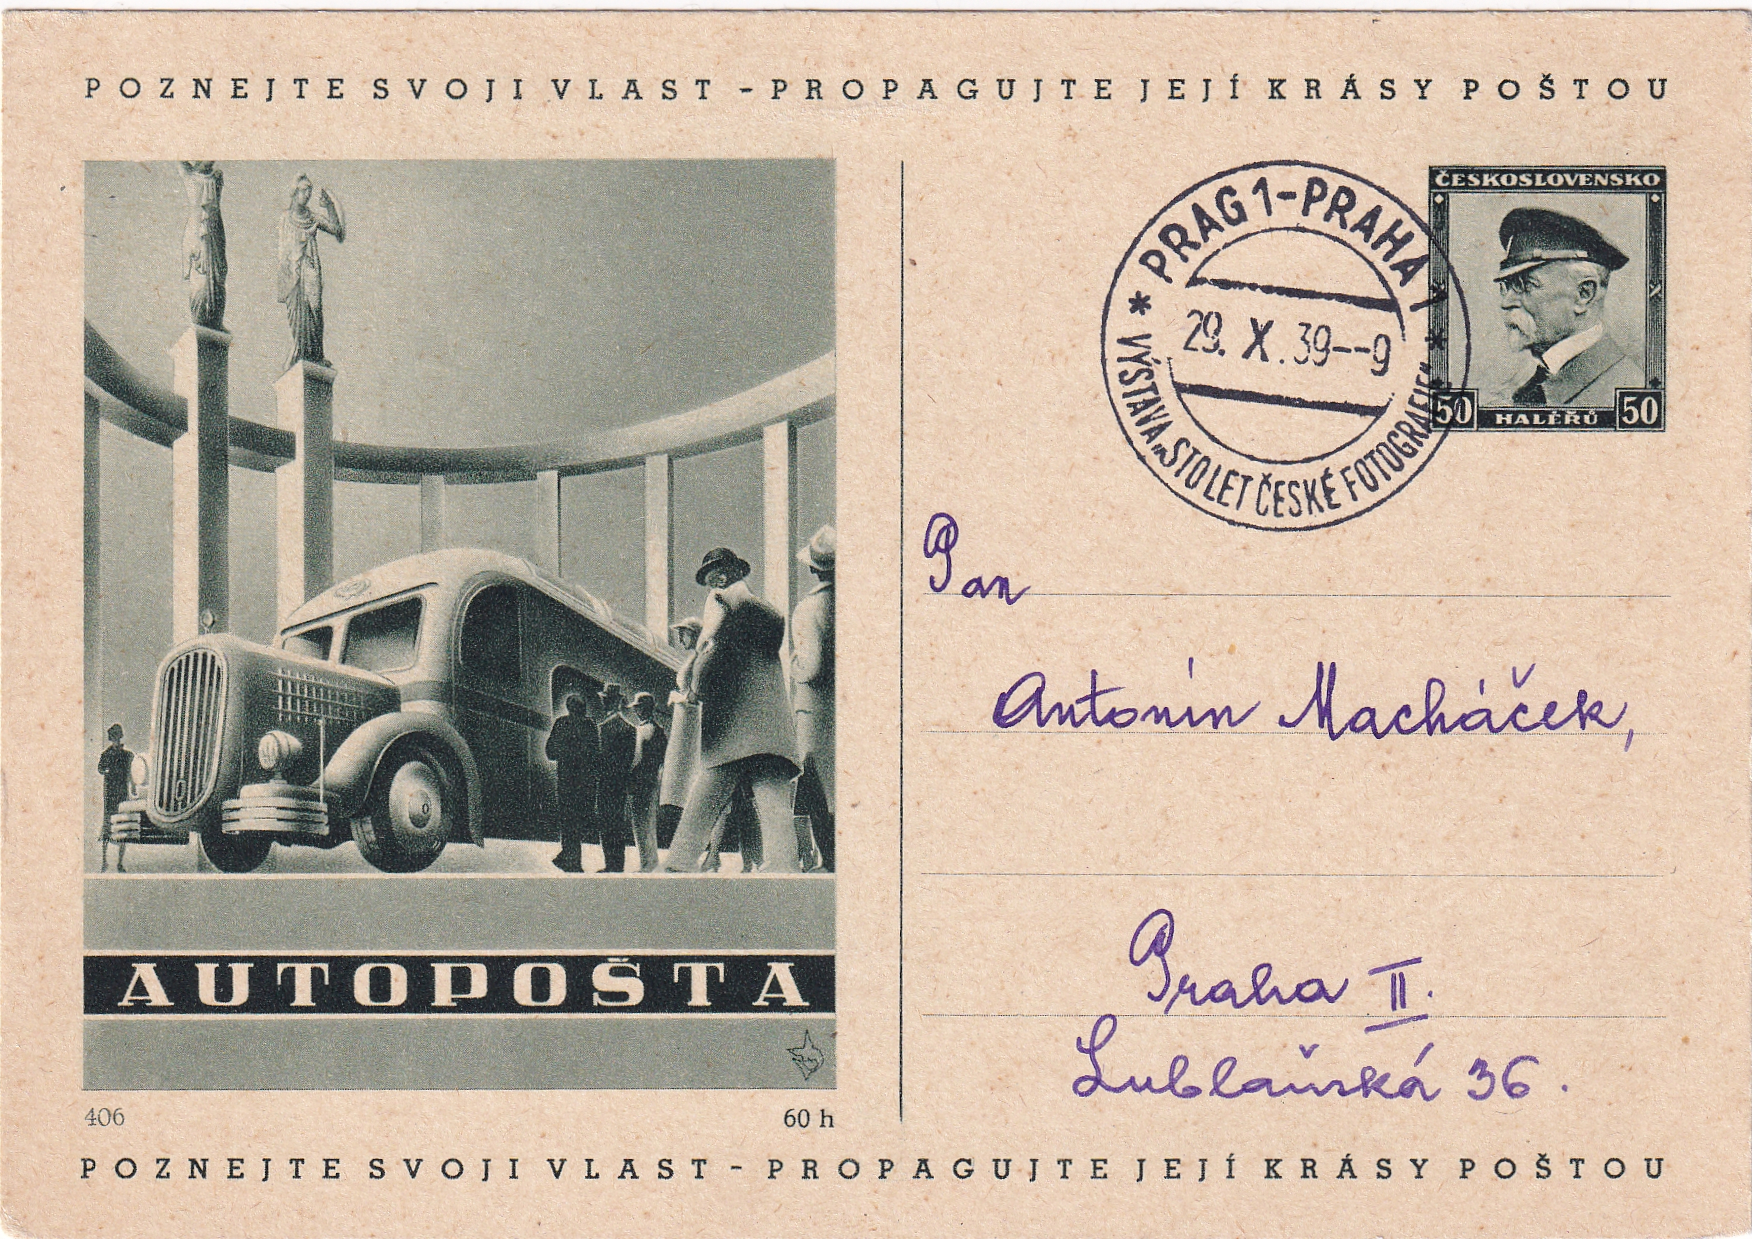 POZNEJTE SVOJI VLAST - PROPAGUJTE JEJÍ KRÁSY POŠTOU
ČESKOSLOVENSKO
50 HALÉŘŮ 50
* PRAG 1-PRAHA 1 *
29. X. 39--9
VÝSTAVA „STO LET ČESKÉ FOTOGRAFIE“
Pan
Antonín Macháček,
Praha II.
Lublaňská 36.
AUTOPOŠTA
406
60 h
POZNEJTE SVOJI VLAST - PROPAGUJTE JEJÍ KRÁSY POŠTOU